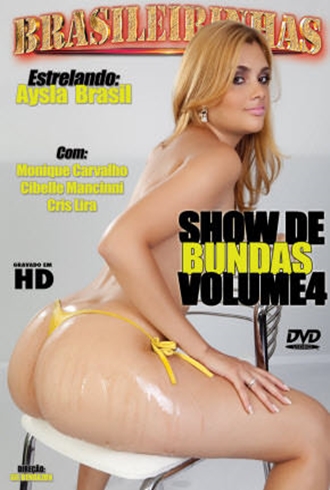 BRASILEIRINHAS
Estrelando:
Aysla Brasil
Com:
Monique Carvalho
Cibelle Mancinni
Cris Lira
SHOW DE
BUNDAS
VOLUME4
GRAVADO EM
HD
DVD
DIREÇÃO: